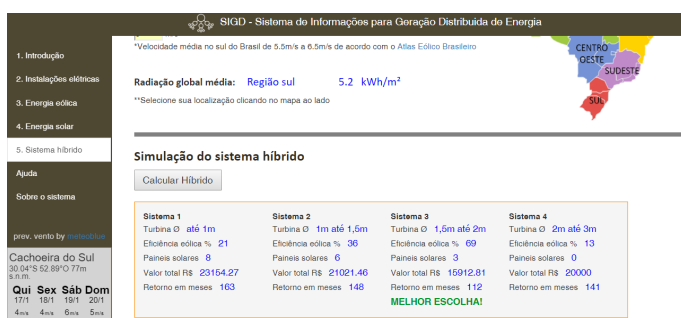 SIGD - Sistema de Informações para Geração Distribuida de Energia
1. Introdução
2. Instalações elétricas
3. Energia eólica
4. Energia solar
5. Sistema híbrido
Ajuda
Sobre o sistema
prev. vento by meteoblue
Cachoeira do Sul
30.04°S 52.89°O 77m
s.n.m.
Qui Sex Sáb Dom
17/1 18/1 19/1 20/1
4m/s 4m/s 6m/s 5m/s
*Velocidade média no sul do Brasil de 5.5m/s a 6.5m/s de acordo com o Atlas Eólico Brasileiro
Radiação global média: Região sul 5.2 kWh/m²
**Selecione sua localização clicando no mapa ao lado
CENTRO
OESTE
SUDESTE
SUL
Simulação do sistema híbrido
Calcular Híbrido
Sistema 1
Turbina Ø até 1m
Eficiência eólica % 21
Paineis solares 8
Valor total R$ 23154.27
Retorno em meses 163
Sistema 2
Turbina Ø 1m até 1,5m
Eficiência eólica % 36
Paineis solares 6
Valor total R$ 21021.46
Retorno em meses 148
Sistema 3
Turbina Ø 1,5m até 2m
Eficiência eólica % 69
Paineis solares 3
Valor total R$ 15912.81
Retorno em meses 112
MELHOR ESCOLHA!
Sistema 4
Turbina Ø 2m até 3m
Eficiência eólica % 13
Paineis solares 0
Valor total R$ 20000
Retorno em meses 141